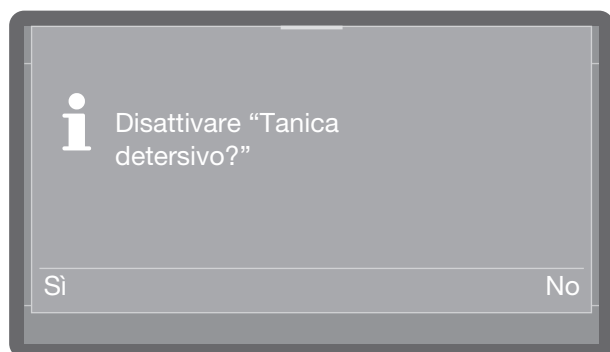 Disattivare “Tanica
detersivo?”
Sì
No